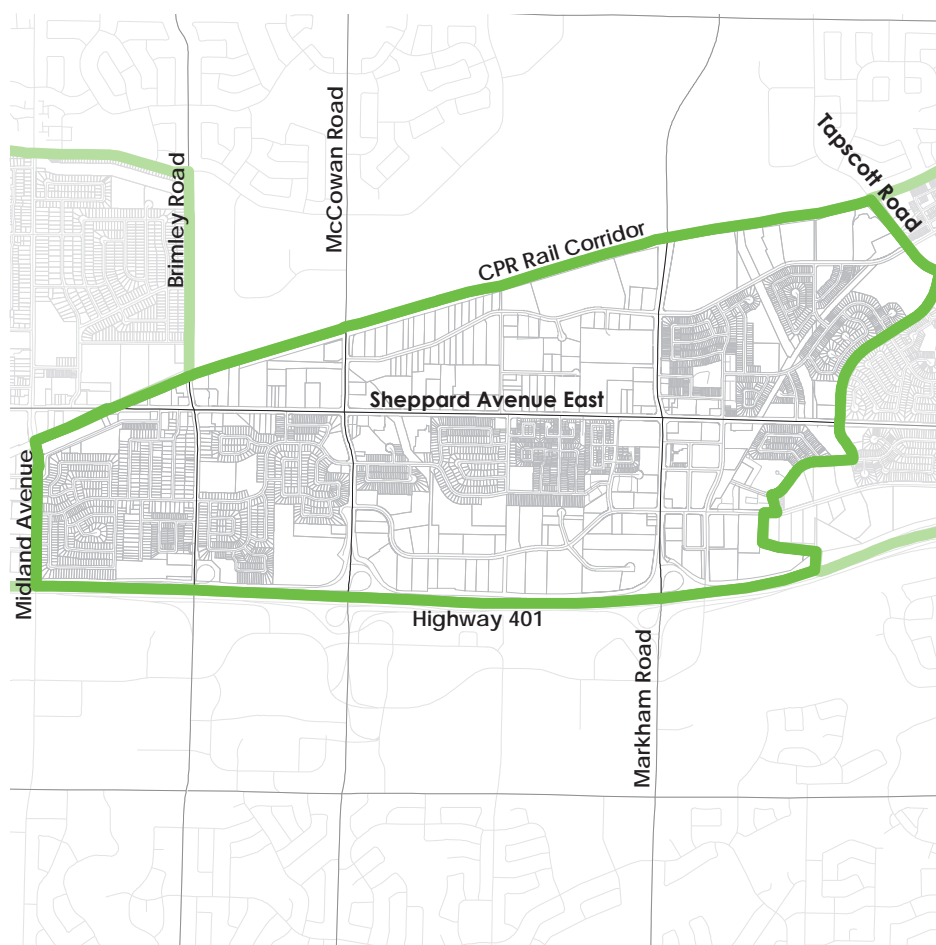 McCowan Road
Tapscott Road
Brimley Road
CPR Rail Corridor
Sheppard Avenue East
Midland Avenue
Highway 401
Markham Road